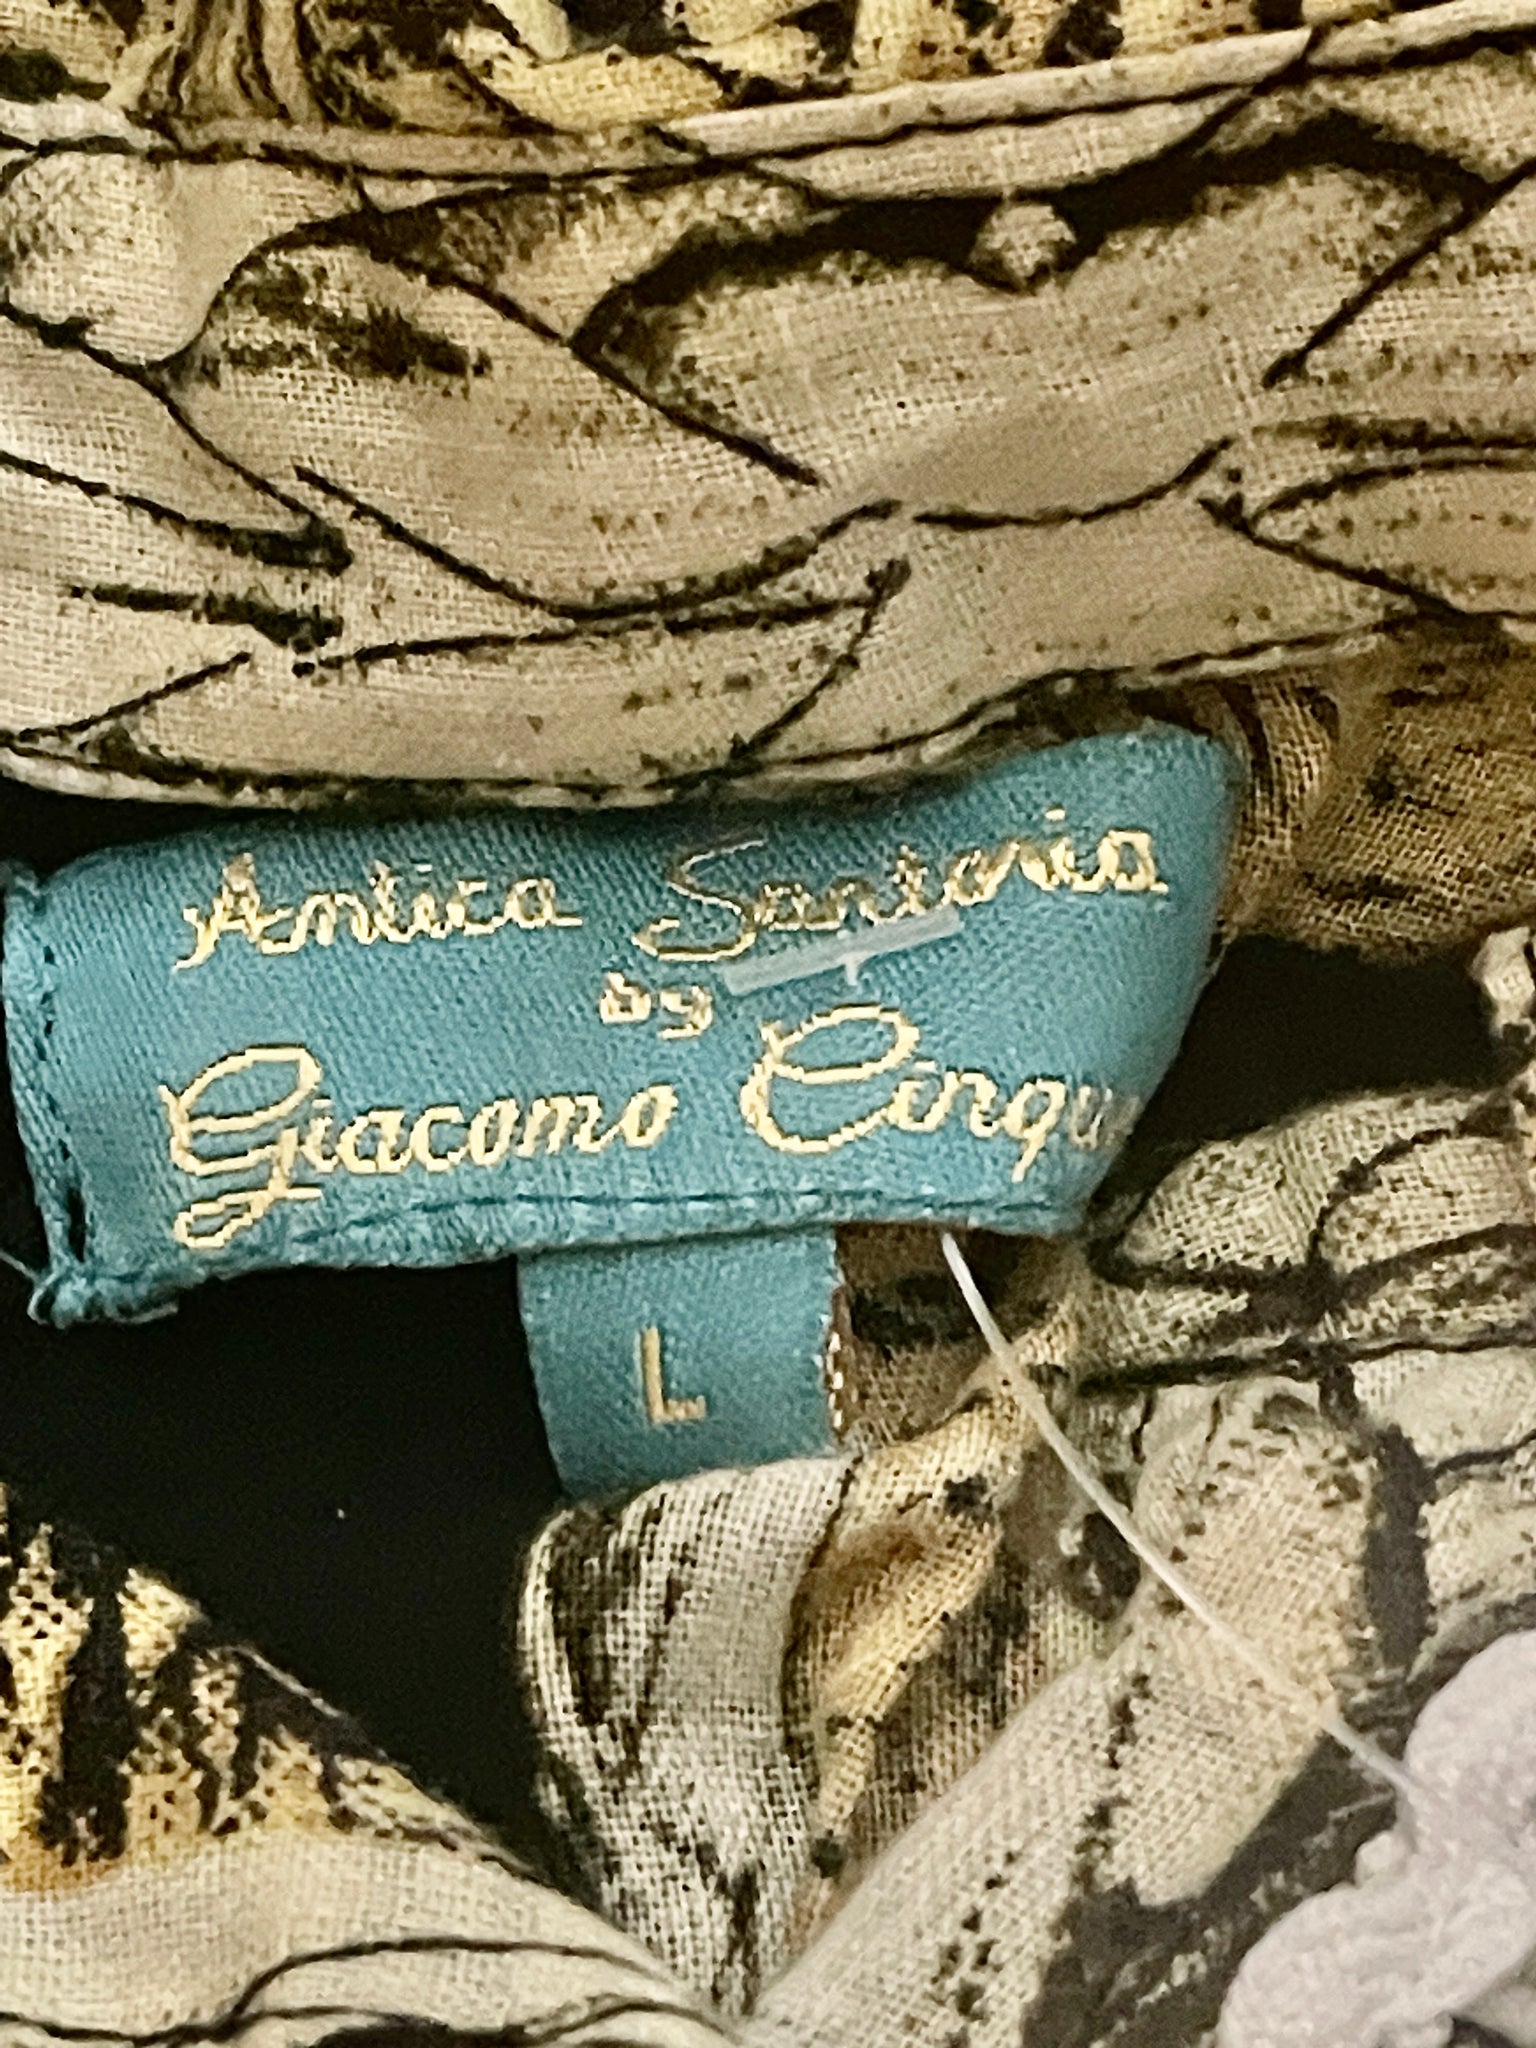 Antica Sartoria
by
Giacomo Cinque
L